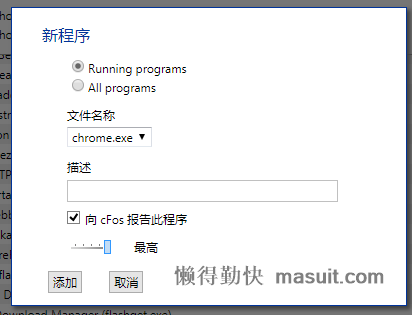 新程序
Running programs
All programs
文件名称
chrome.exe
描述
向 cFos 报告此程序
最高
添加 取消
懒得勤快 masuit.com
Download Manager (flashget.exe)